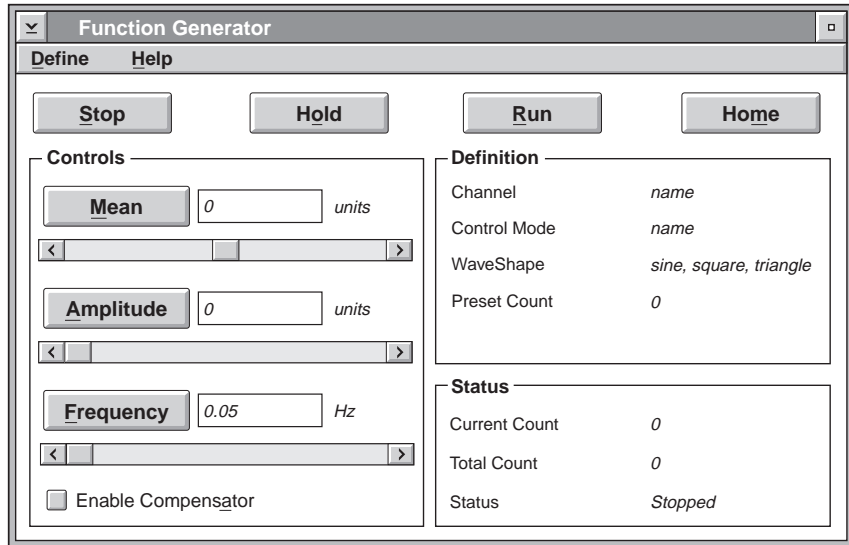 Function Generator
Define Help
Stop Hold Run Home
Controls
Mean 0 units
Amplitude 0 units
Frequency 0.05 Hz
Enable Compensator
Definition
Channel name
Control Mode name
WaveShape sine, square, triangle
Preset Count 0
Status
Current Count 0
Total Count 0
Status Stopped